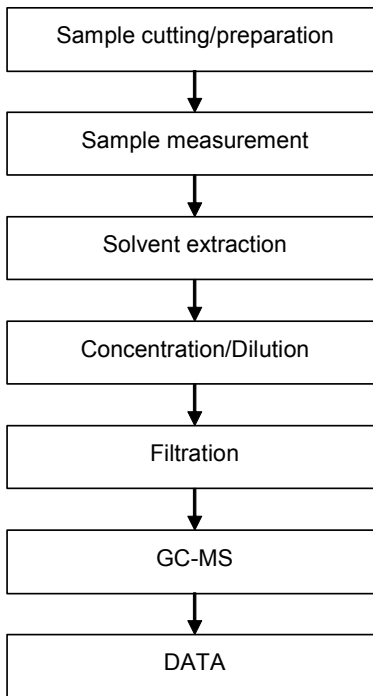 Sample cutting/preparation
Sample measurement
Solvent extraction
Concentration/Dilution
Filtration
GC-MS
DATA